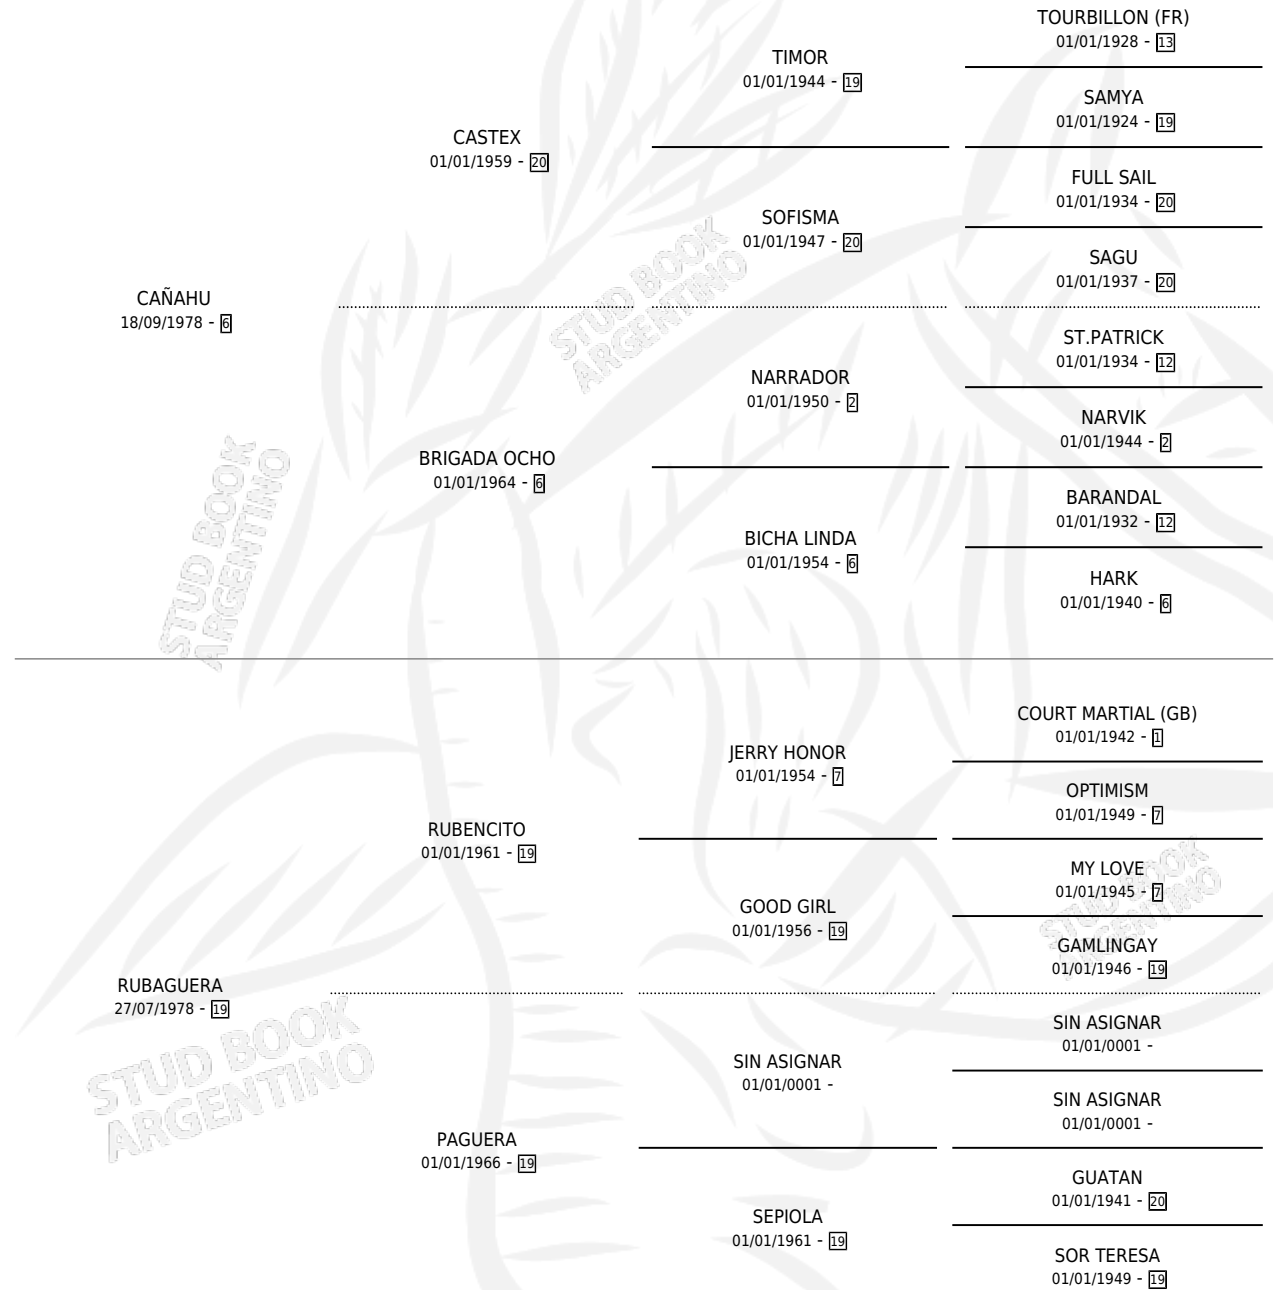 TOURBILLON (FR)
01/01/1928 - 13
TIMOR
01/01/1944 - 19
SAMYA
01/01/1924 - 19
CASTEX
01/01/1959 - 20
FULL SAIL
01/01/1934 - 20
SOFISMA
01/01/1947 - 20
SAGU
01/01/1937 - 20
CAÑAHU
18/09/1978 - 6
ST.PATRICK
01/01/1934 - 12
NARRADOR
01/01/1950 - 2
NARVIK
01/01/1944 - 2
BRIGADA OCHO
01/01/1964 - 6
BARANDAL
01/01/1932 - 12
BICHA LINDA
01/01/1954 - 6
HARK
01/01/1940 - 6
COURT MARTIAL (GB)
01/01/1942 - 1
JERRY HONOR
01/01/1954 - 7
OPTIMISM
01/01/1949 - 7
RUBENCITO
01/01/1961 - 19
MY LOVE
01/01/1945 - 7
GOOD GIRL
01/01/1956 - 19
GAMLINGAY
01/01/1946 - 19
RUBAGUERA
27/07/1978 - 19
SIN ASIGNAR
01/01/0001 -
SIN ASIGNAR
01/01/0001 -
SIN ASIGNAR
01/01/0001 -
PAGUERA
01/01/1966 - 19
GUATAN
01/01/1941 - 20
SEPIOLA
01/01/1961 - 19
SOR TERESA
01/01/1949 - 19
STUD BOOK
ARGENTINO
STUD BOOK
ARGENTINO
STUD BOOK
ARGENTINO
STUD BOOK
ARGENTINO